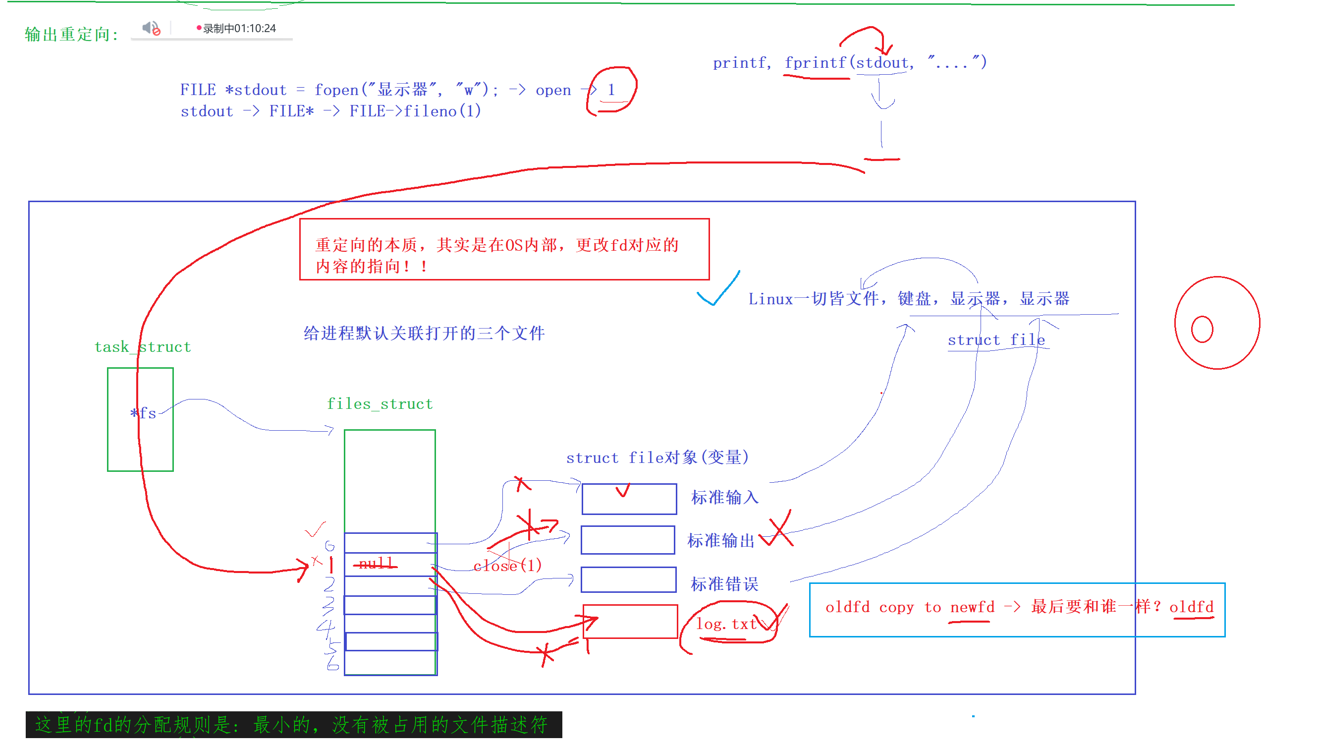 输出重定向:
录制中01:10:24
printf, fprintf(stdout, "....")
FILE *stdout = fopen("显示器", "w"); -> open -> 1
stdout -> FILE* -> FILE->fileno(1)
重定向的本质，其实是在OS内部，更改fd对应的
内容的指向！！
Linux一切皆文件，键盘，显示器，显示器
给进程默认关联打开的三个文件
struct file
task_struct
*fs
files_struct
struct file对象(变量)
标准输入
0
标准输出
1
null
close(1)
2
标准错误
3
oldfd copy to newfd -> 最后要和谁一样？oldfd
4
log.txt
5
6
这里的fd的分配规则是：最小的，没有被占用的文件描述符